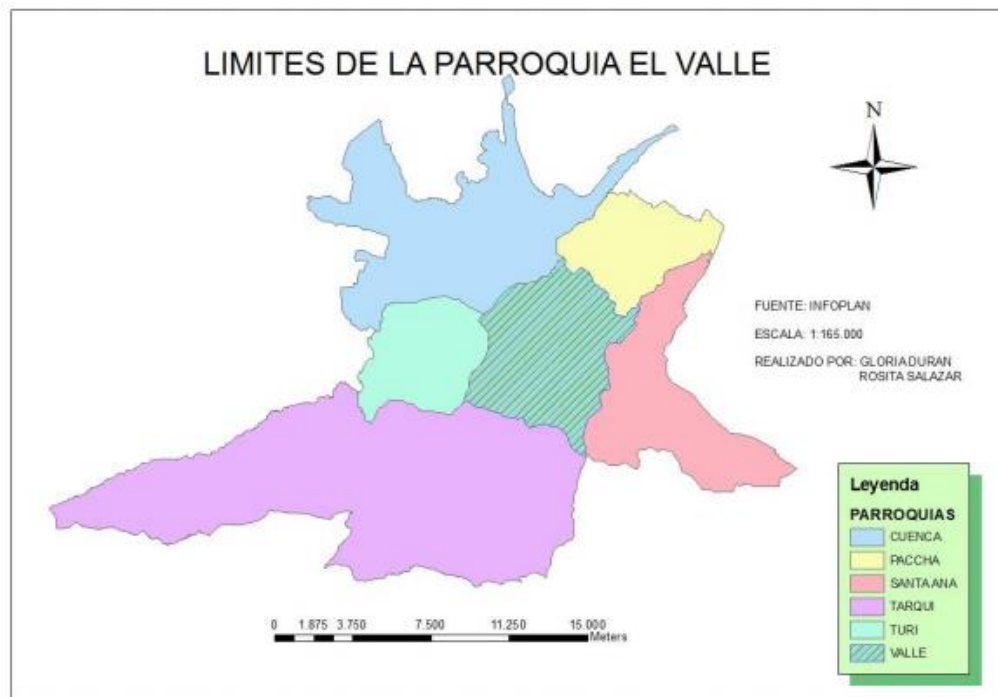 LIMITES DE LA PARROQUIA EL VALLE
N
FUENTE: INFOPLAN
ESCALA: 1:165.000
REALIZADO POR: GLORIA DURAN
ROSITA SALAZAR
Leyenda
PARROQUIAS
CUENCA
PACCHA
SANTA ANA
TARQUI
TURI
VALLE
0 1.875 3.750 7.500 11.250 15.000
Meters